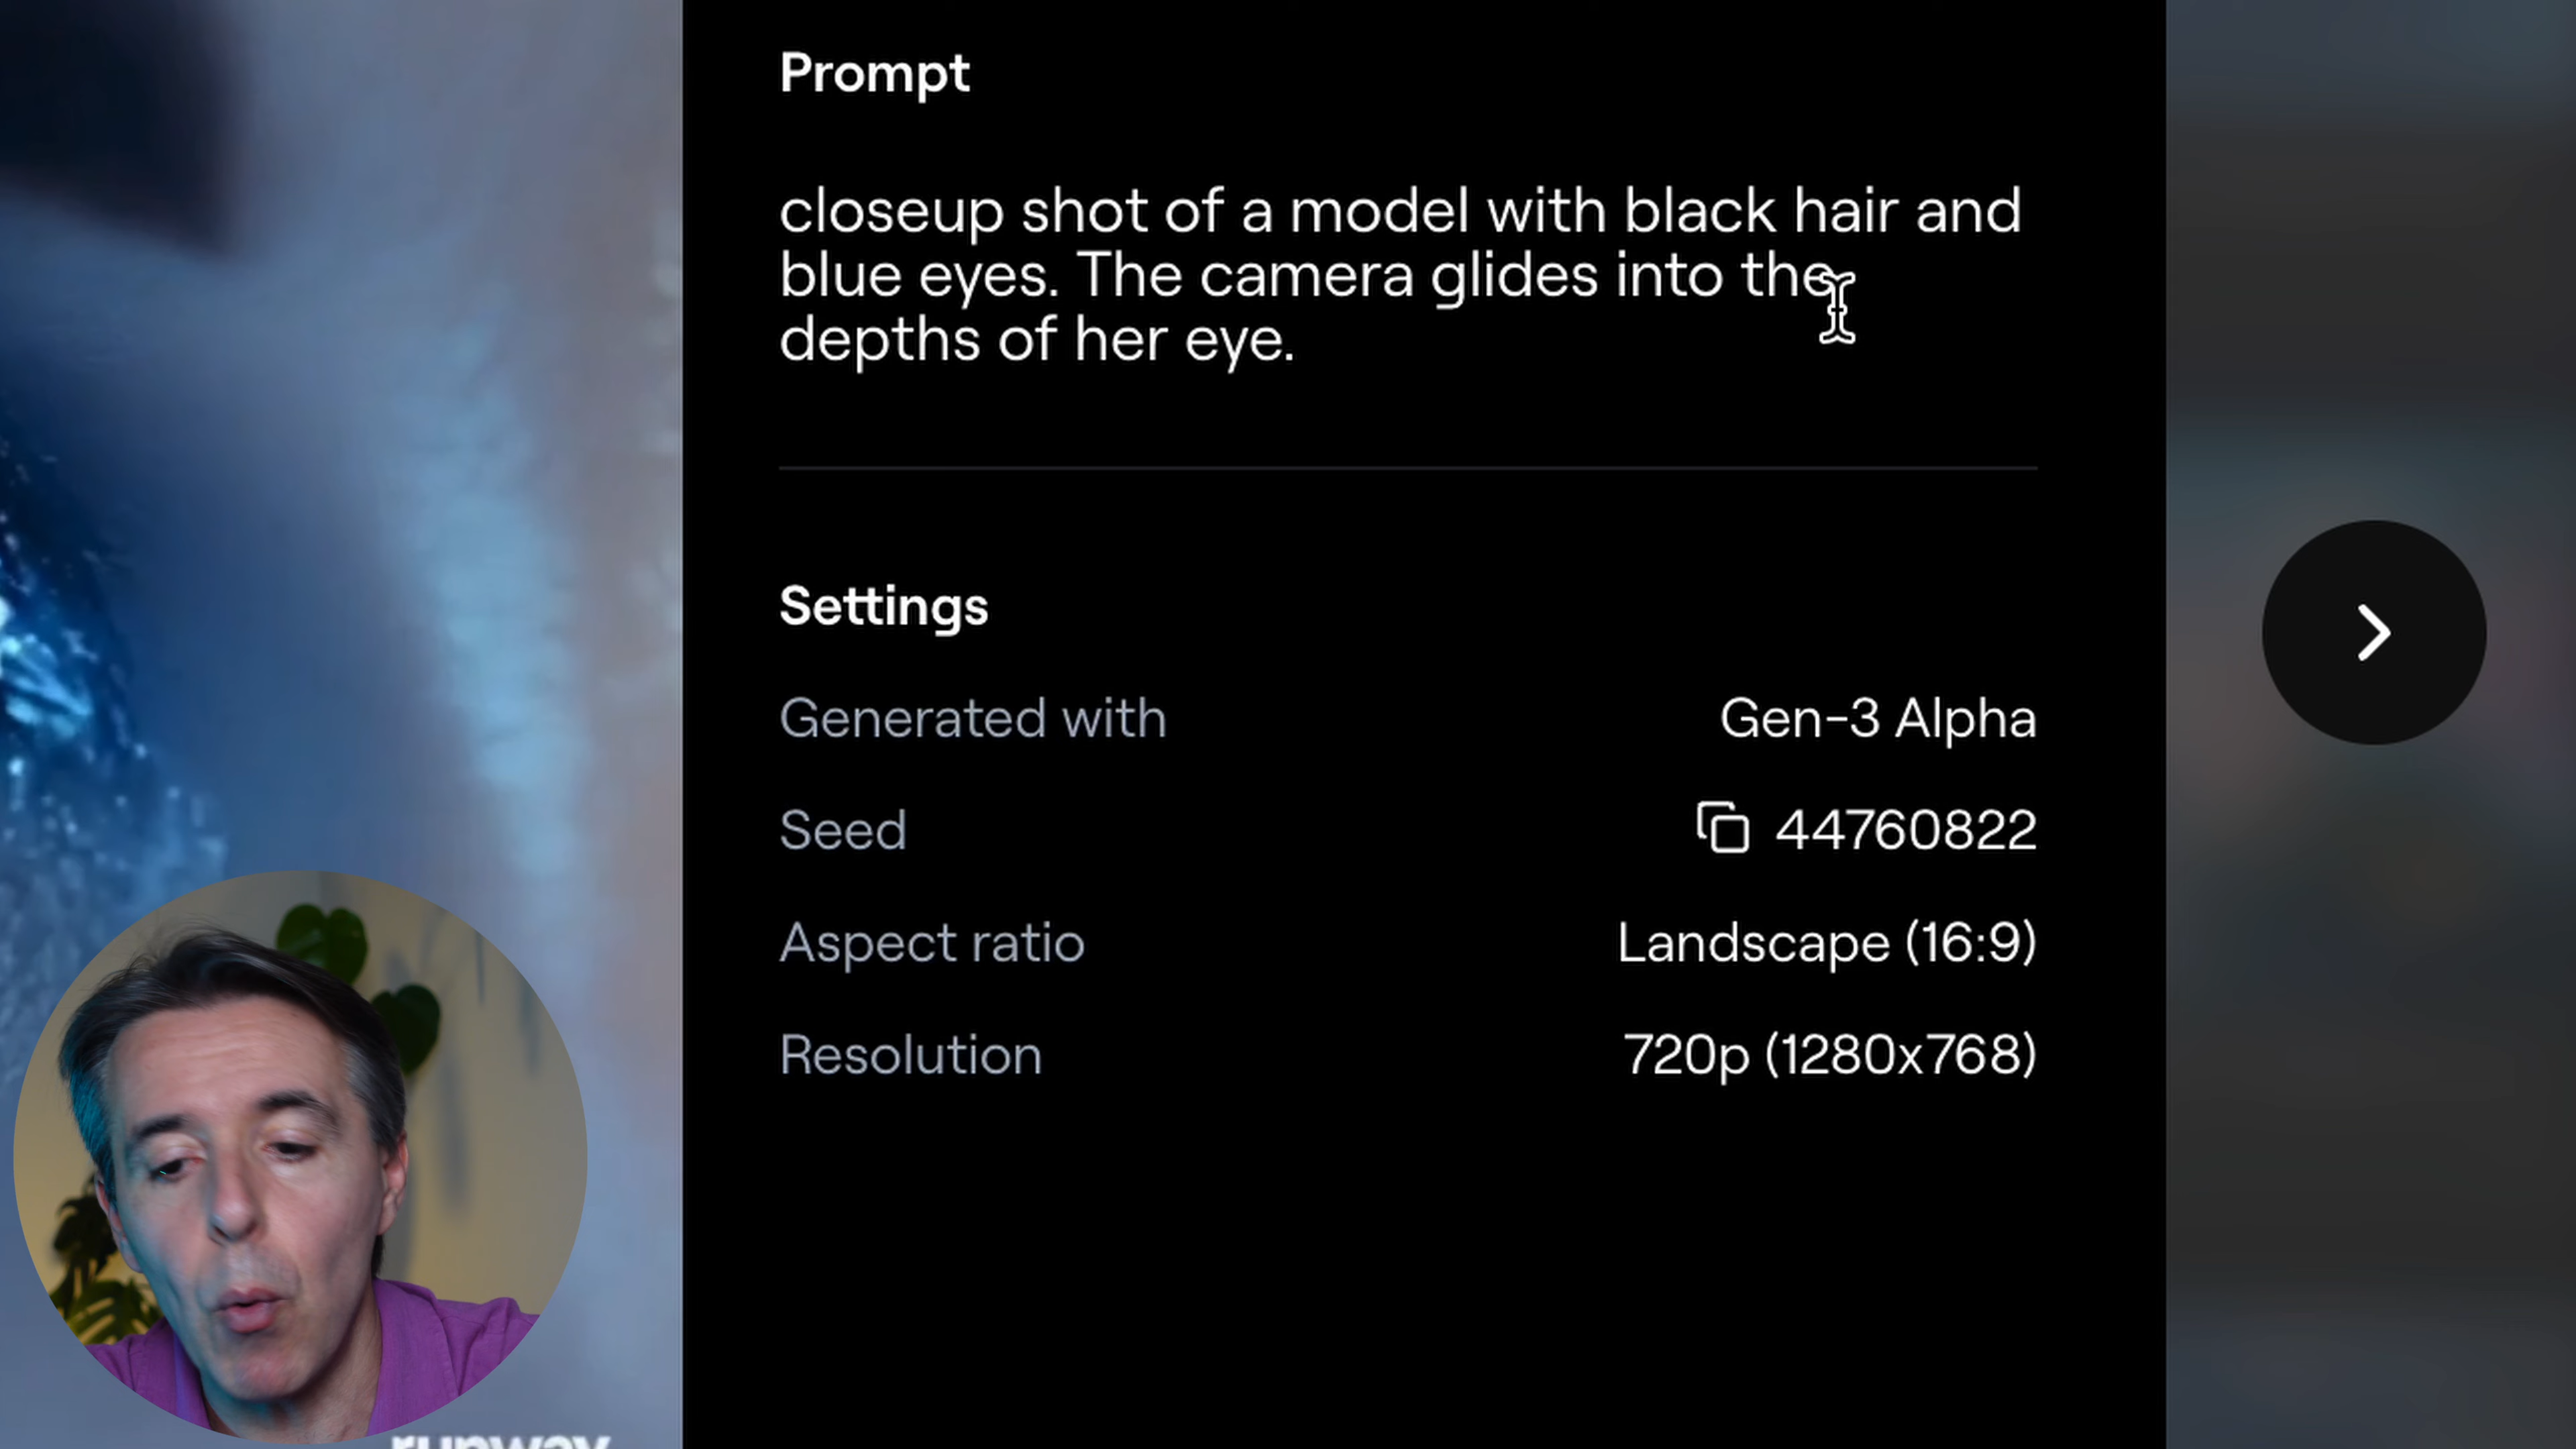 Prompt
closeup shot of a model with black hair and
blue eyes. The camera glides into the
depths of her eye.
Settings
Generated with Gen-3 Alpha
Seed 44760822
Aspect ratio Landscape (16:9)
Resolution 720p (1280x768)
runway